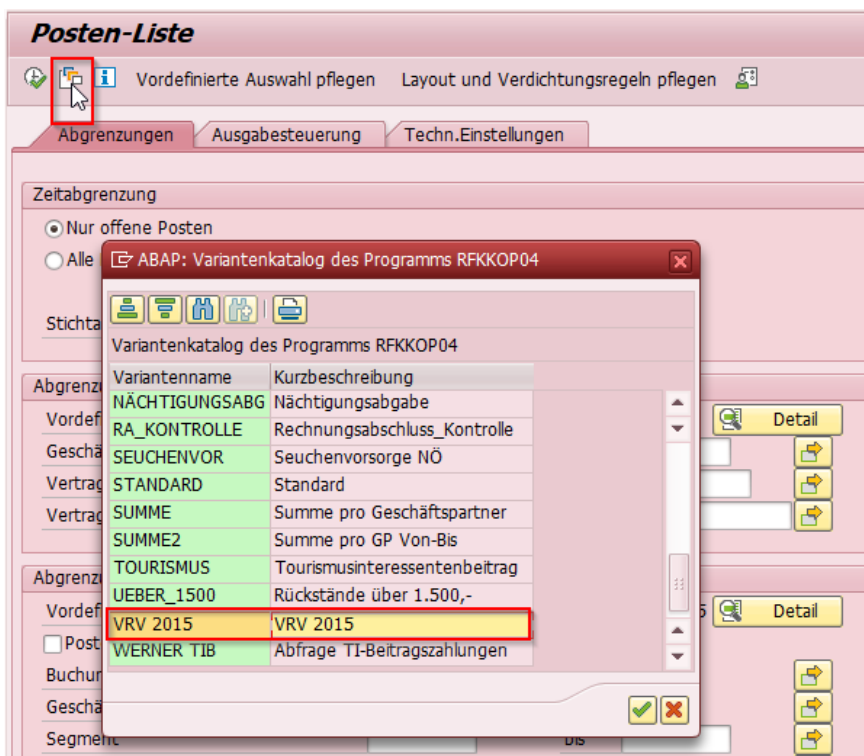 Posten-Liste
Vordefinierte Auswahl pflegen Layout und Verdichtungsregeln pflegen
Abgrenzungen Ausgabesteuerung Techn.Einstellungen
Zeitabgrenzung
Nur offene Posten
Alle
Stichta
ABAP: Variantenkatalog des Programms RFKKOP04
Variantenkatalog des Programms RFKKOP04
Variantenname Kurzbeschreibung
NÄCHTIGUNGSABG Nächtigungsabgabe
RA_KONTROLLE Rechnungsabschluss_Kontrolle
SEUCHENVOR Seuchenvorsorge NÖ
STANDARD Standard
SUMME Summe pro Geschäftspartner
SUMME2 Summe pro GP Von-Bis
TOURISMUS Tourismusinteressentenbeitrag
UEBER_1500 Rückstände über 1.500,-
VRV 2015 VRV 2015
WERNER TIB Abfrage TI-Beitragszahlungen
Abgrenz
Vordef Detail
Geschä
Vertrag
Vertrag
Abgrenz
Vordef 5 Detail
Post
Buchun
Geschä
Segment bis